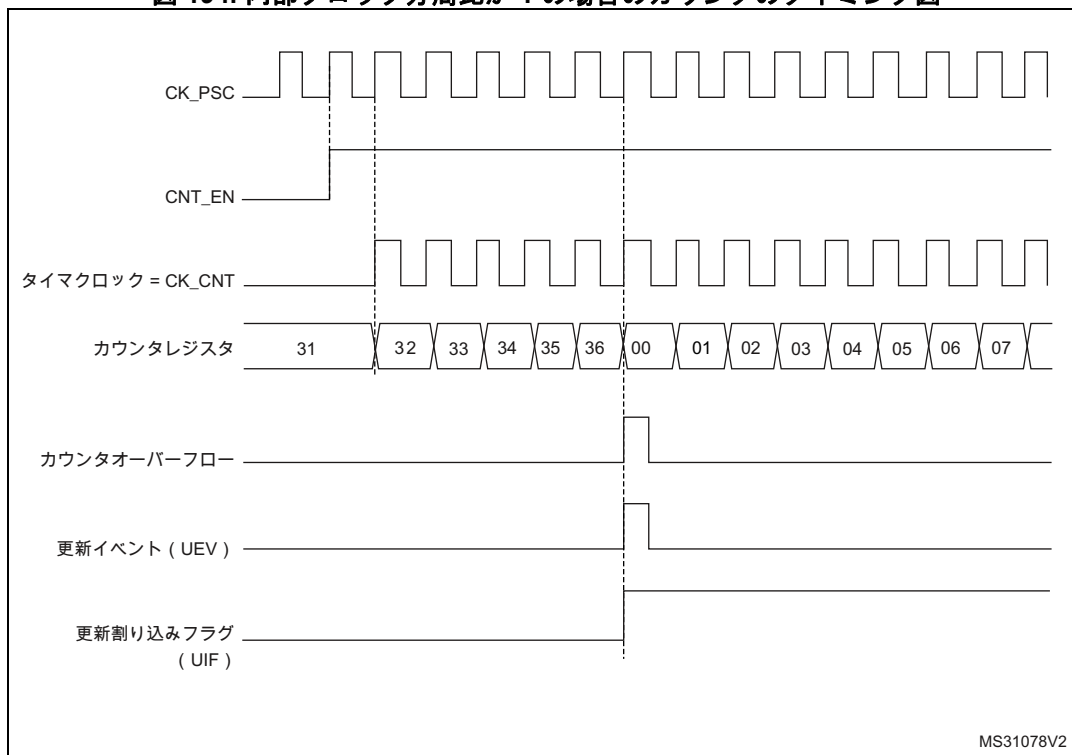 CK_PSC
CNT_EN
タイマクロック = CK_CNT
カウンタレジスタ 31 32 33 34 35 36 00 01 02 03 04 05 06 07
カウンタオーバーフロー
更新イベント ( UEV )
更新割り込みフラグ
( UIF )
MS31078V2